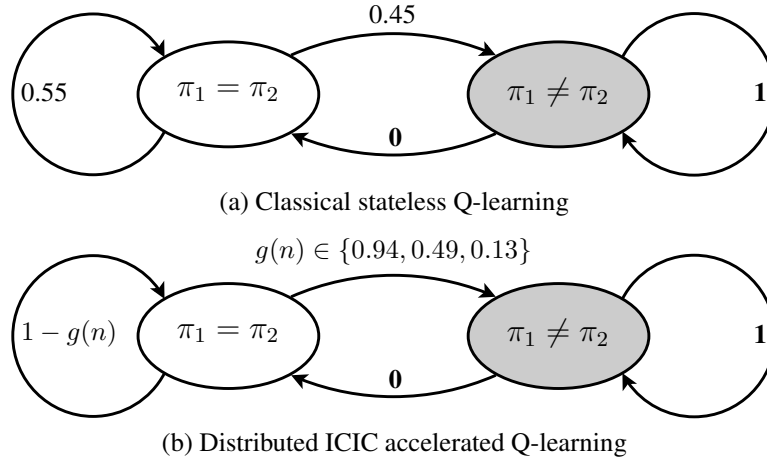 0.45
0.55
π₁ = π₂
π₁ ≠ π₂
1
0
(a) Classical stateless Q-learning
g(n) ∈ {0.94, 0.49, 0.13}
1 − g(n)
π₁ = π₂
π₁ ≠ π₂
1
0
(b) Distributed ICIC accelerated Q-learning